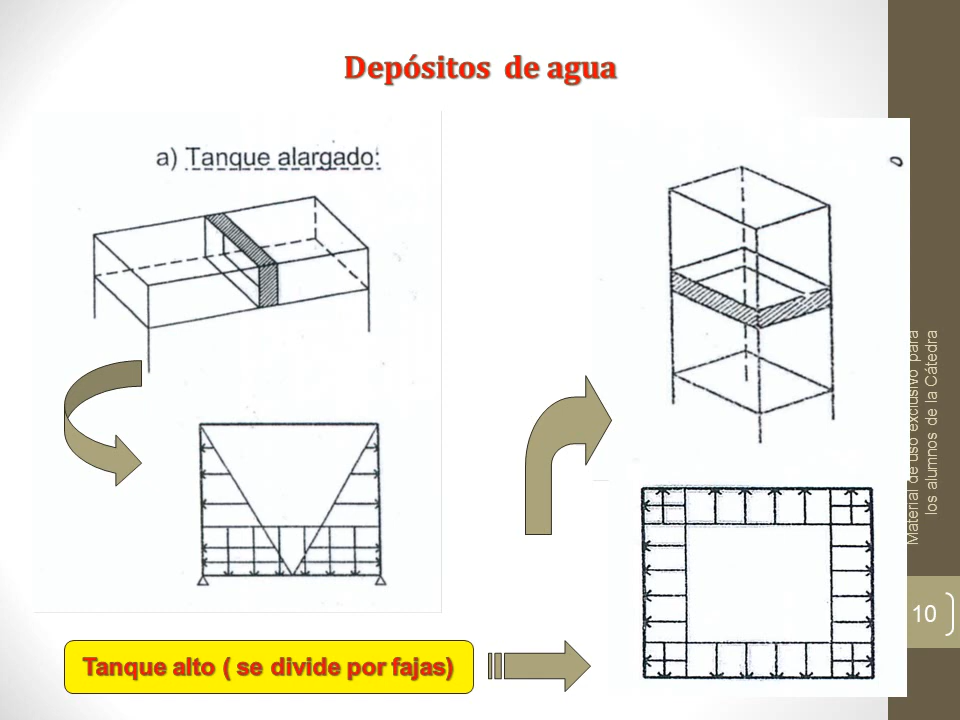 Depósitos de agua
a) Tanque alargado:
Material de uso exclusivo para
los alumnos de la Cátedra
10
Tanque alto ( se divide por fajas)